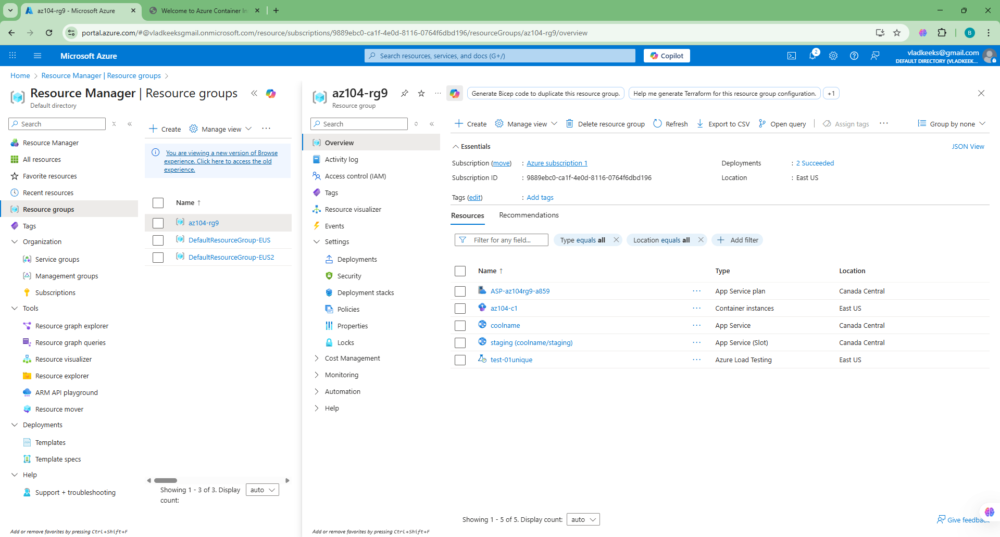 az104-rg9 - Microsoft Azure
Welcome to Azure Container In
portal.azure.com/#@vladkeeksgmail.onmicrosoft.com/resource/subscriptions/9889ebc0-ca1f-4e0d-8116-0764f6dbd196/resourceGroups/az104-rg9/overview
B
Microsoft Azure
Search resources, services, and docs (G+/)
Copilot
2
vladkeeks@gmail.com
DEFAULT DIRECTORY (VLADKEEK...
Home > Resource Manager | Resource groups >
Resource Manager | Resource groups
Default directory
Search
Resource Manager
All resources
Favorite resources
Recent resources
Resource groups
Tags
Organization
Service groups
Management groups
Subscriptions
Tools
Resource graph explorer
Resource graph queries
Resource visualizer
Resource explorer
ARM API playground
Resource mover
Deployments
Templates
Template specs
Help
Support + troubleshooting
Add or remove favorites by pressing Ctrl+Shift+F
Create
Manage view
You are viewing a new version of Browse
experience. Click here to access the old
experience.
Name ↑
az104-rg9
DefaultResourceGroup-EUS
DefaultResourceGroup-EUS2
Showing 1 - 3 of 3. Display
count:
auto
az104-rg9
Resource group
Generate Bicep code to duplicate this resource group.
Help me generate Terraform for this resource group configuration.
+1
Search
Overview
Activity log
Access control (IAM)
Tags
Resource visualizer
Events
Settings
Deployments
Security
Deployment stacks
Policies
Properties
Locks
Cost Management
Monitoring
Automation
Help
Add or remove favorites by pressing Ctrl+Shift+F
Create
Manage view
Delete resource group
Refresh
Export to CSV
Open query
Assign tags
Group by none
Essentials
JSON View
Subscription (move) : Azure subscription 1
Deployments : 2 Succeeded
Subscription ID : 9889ebc0-ca1f-4e0d-8116-0764f6dbd196
Location : East US
Tags (edit) : Add tags
Resources
Recommendations
Filter for any field...
Type equals all
Location equals all
Add filter
Name ↑ Type Location
ASP-az104rg9-a859 ... App Service plan Canada Central
az104-c1 ... Container instances East US
coolname ... App Service Canada Central
staging (coolname/staging) ... App Service (Slot) Canada Central
test-01unique ... Azure Load Testing East US
Showing 1 - 5 of 5. Display count: auto
Give feedback